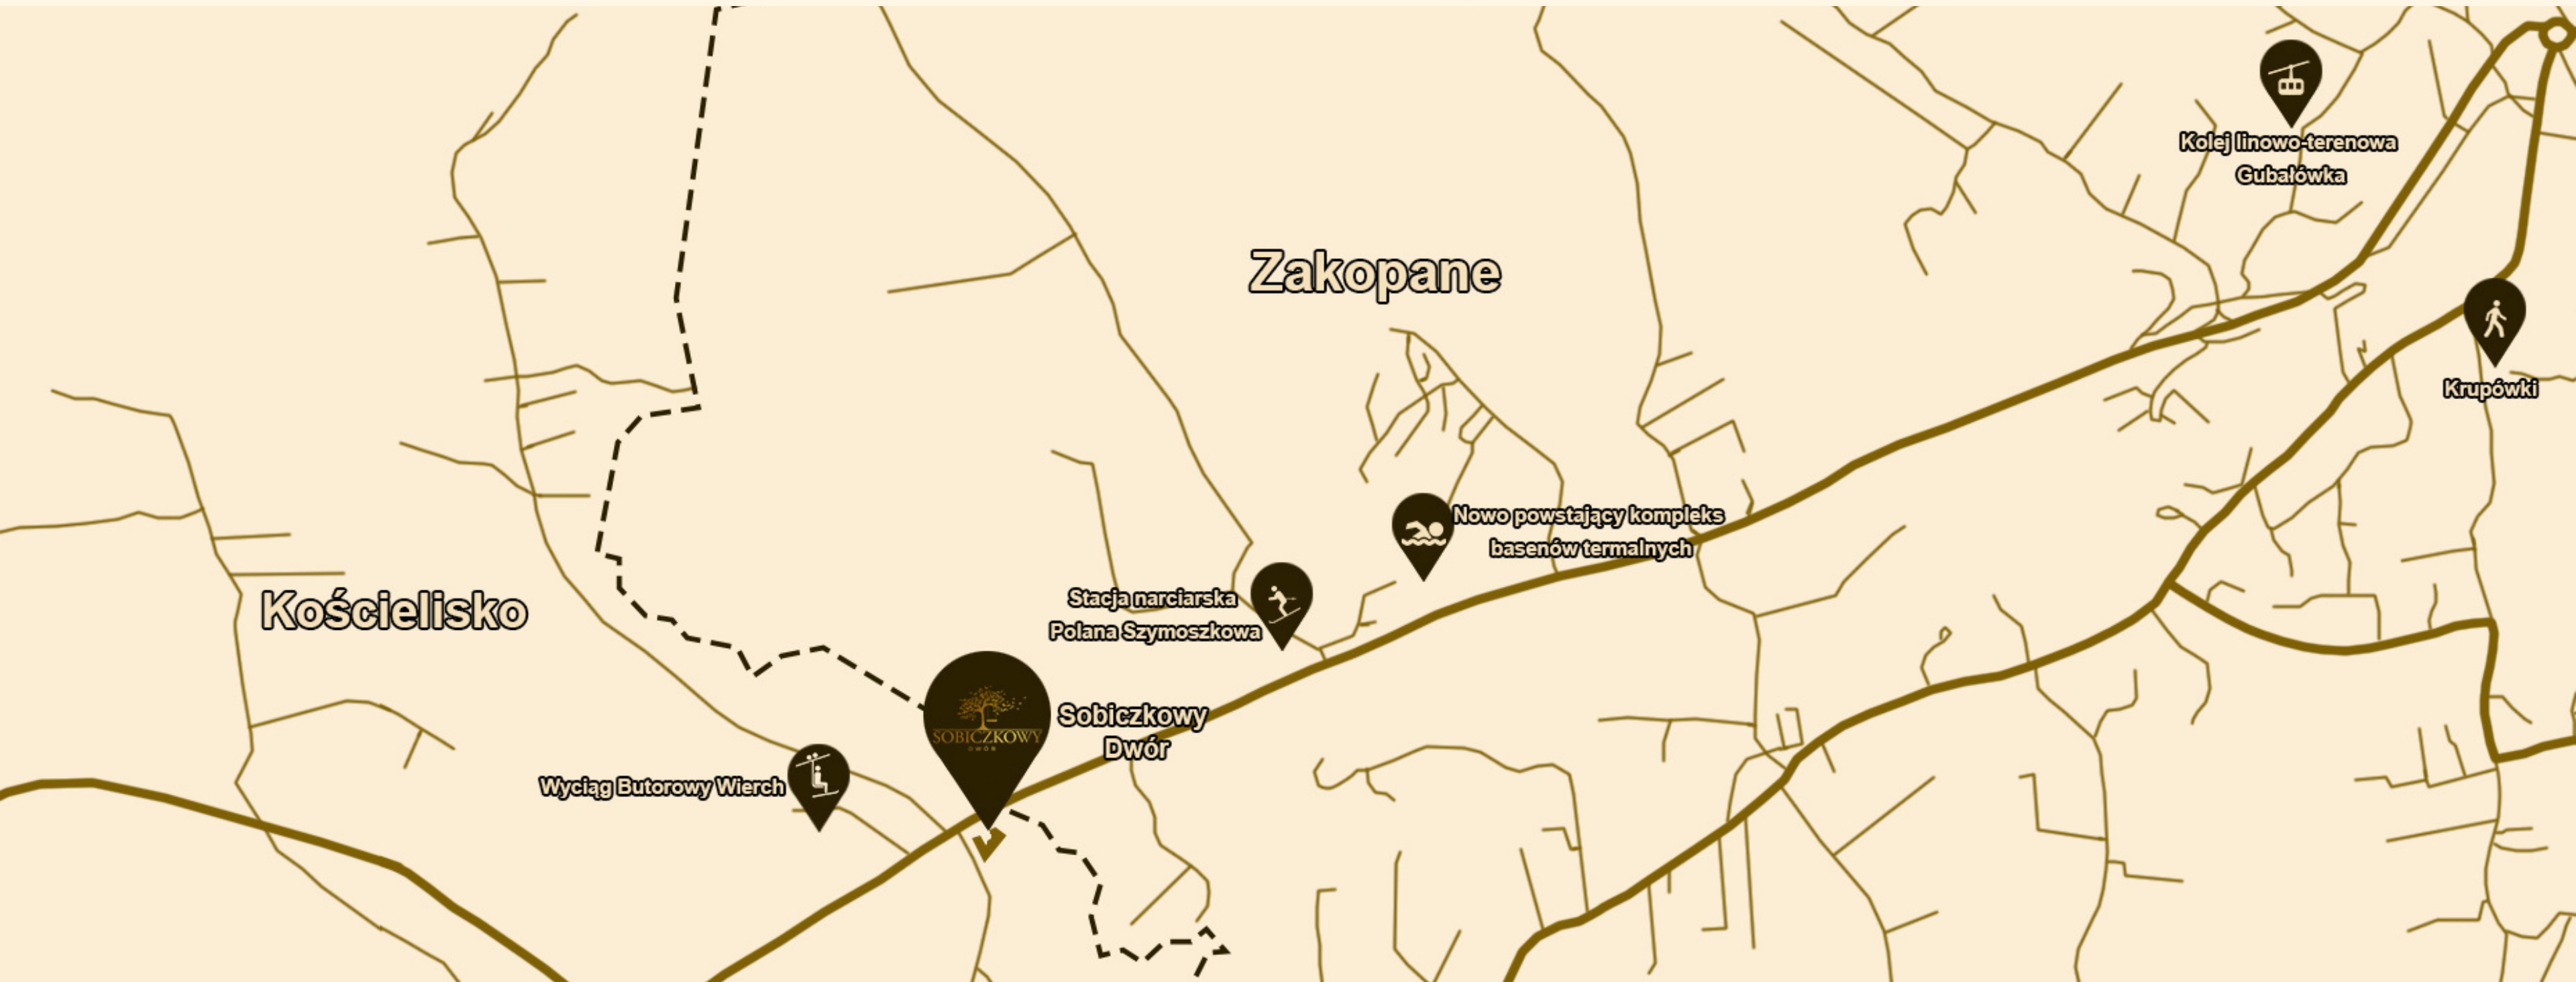 Kolej linowo-terenowa
Gubałówka
Zakopane
Krupówki
Nowo powstający kompleks
basenów termalnych
Stacja narciarska
Polana Szymoszkowa
Kościelisko
SOBICZKOWY
DWÓR
Sobiczkowy
Dwór
Wyciąg Butorowy Wierch